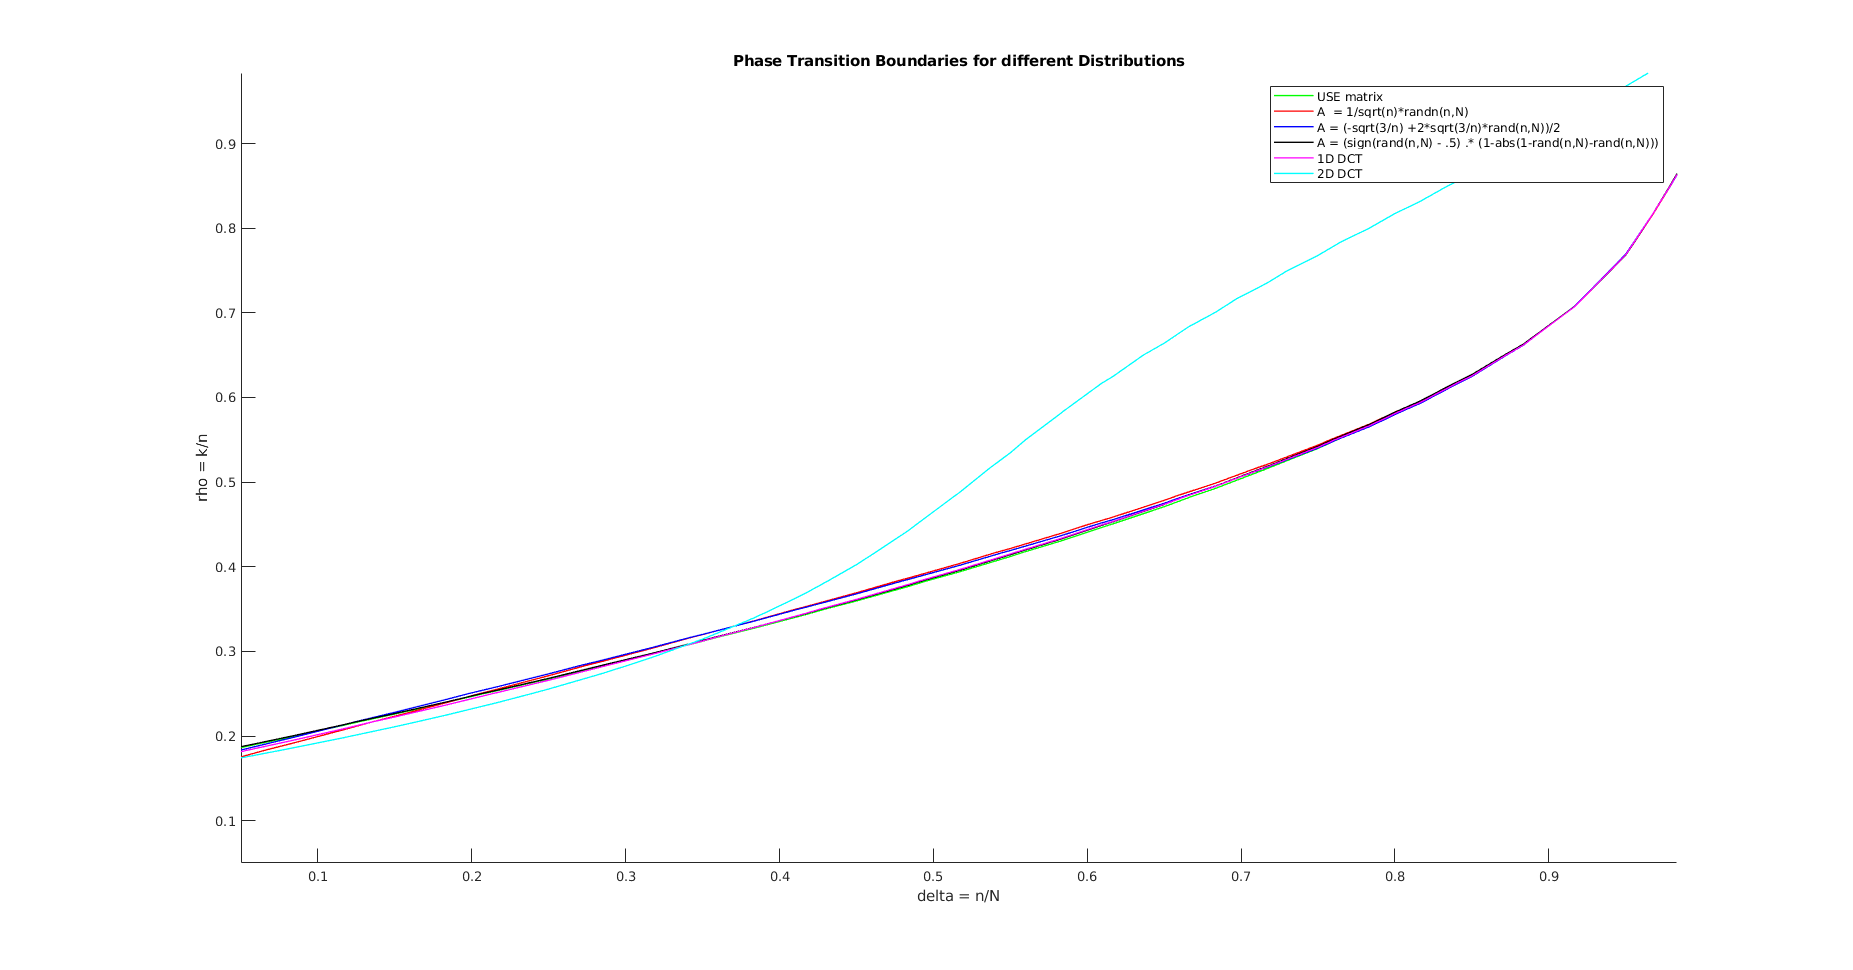 Phase Transition Boundaries for different Distributions
USE matrix
A = 1/sqrt(n)*randn(n,N)
A = (-sqrt(3/n) +2*sqrt(3/n)*rand(n,N))/2
A = (sign(rand(n,N) - .5) .* (1-abs(1-rand(n,N)-rand(n,N)))
1D DCT
2D DCT
0.9
0.8
0.7
0.6
0.5
0.4
0.3
0.2
0.1
rho = k/n
0.1 0.2 0.3 0.4 0.5 0.6 0.7 0.8 0.9
delta = n/N